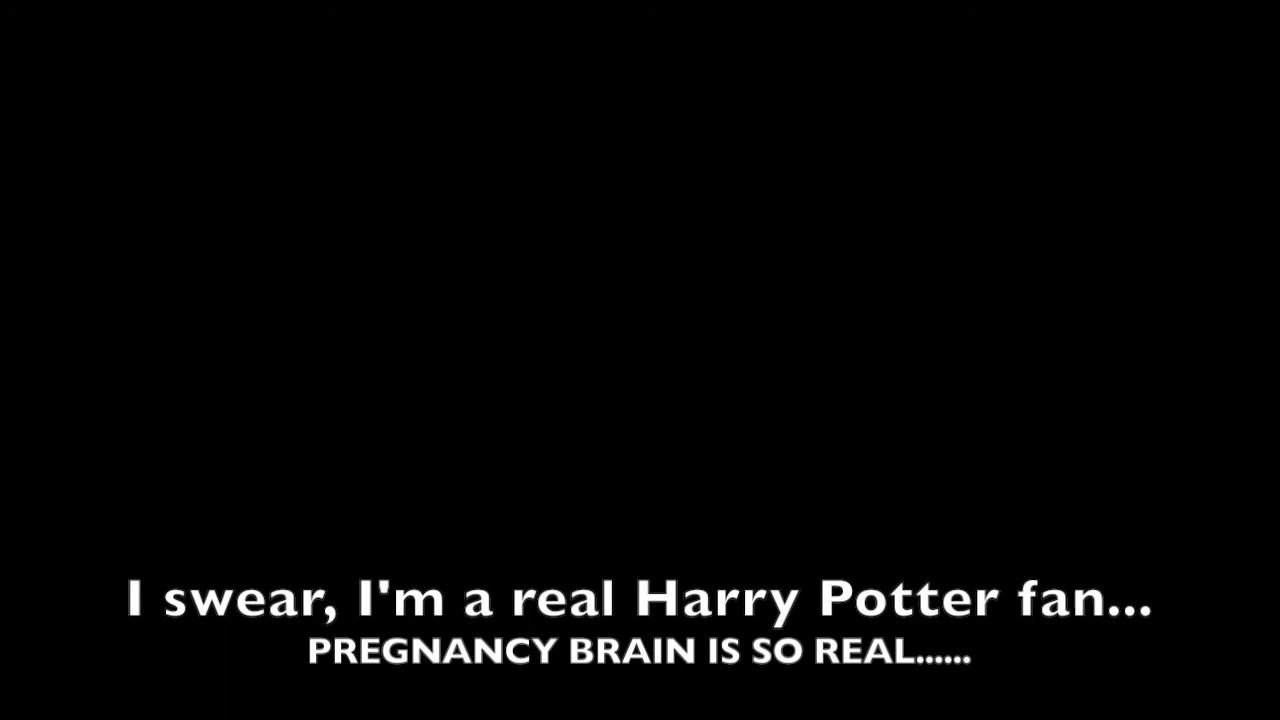 I swear, I'm a real Harry Potter fan...
PREGNANCY BRAIN IS SO REAL......